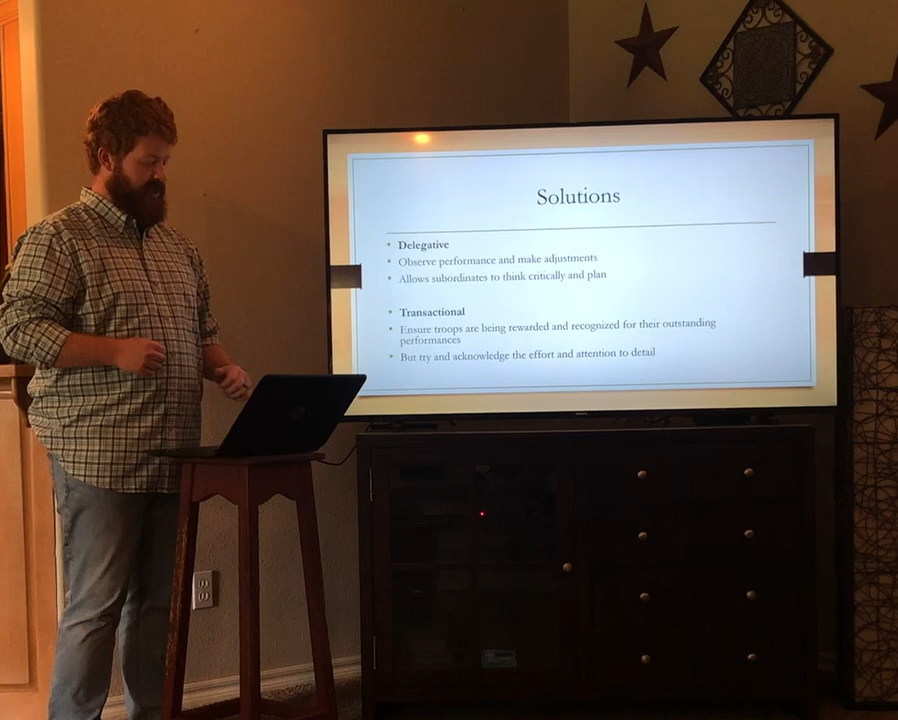 Solutions
Delegative
Observe performance and make adjustments
Allows subordinates to think critically and plan
Transactional
Ensure troops are being rewarded and recognized for their outstanding
performances
But try and acknowledge the effort and attention to detail